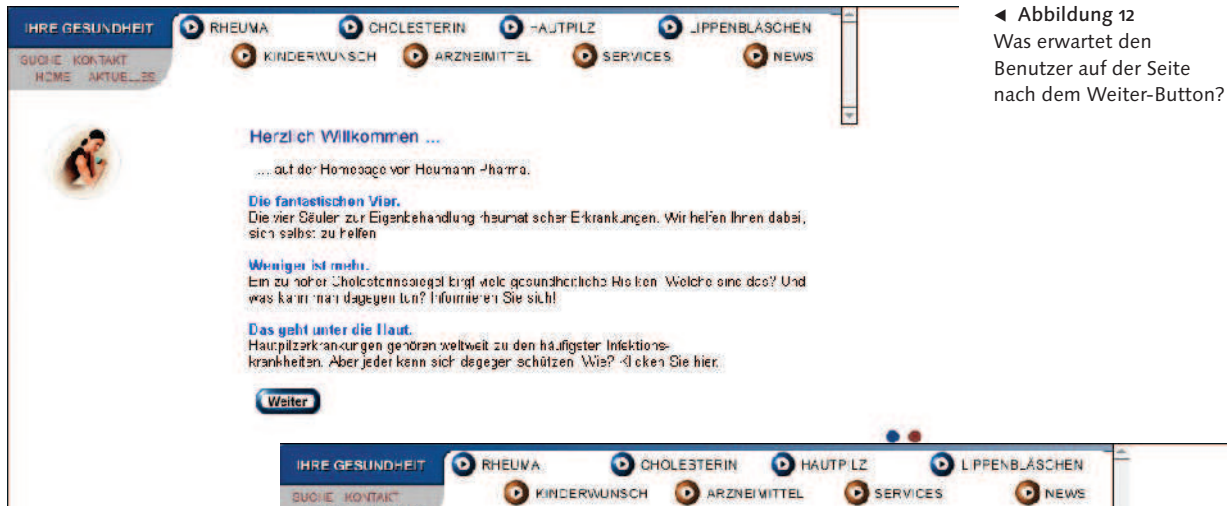 IHRE GESUNDHEIT RHEUMA CHOLESTERIN HAUTPILZ LIPPENBLÄSCHEN
KINDERWUNSCH ARZNEIMITTEL SERVICES NEWS
SUCHE KONTAKT
HOME AKTUELLES
◄ Abbildung 12
Was erwartet den
Benutzer auf der Seite
nach dem Weiter-Button?
Herzlich Willkommen ...
.... auf der Homepage von Heumann Pharma.
Die fantastischen Vier.
Die vier Säulen zur Eigenbehandlung rheumatischer Erkrankungen. Wir helfen Ihnen dabei,
sich selbst zu helfen
Weniger ist mehr.
Ein zu hoher Cholesterinspiegel birgt viele gesundheitliche Risiken. Welche sind das? Und
was kann man dagegen tun? Informieren Sie sich!
Das geht unter die Haut.
Hautpilzerkrankungen gehören weltweit zu den häufigsten Infektions-
krankheiten. Aber jeder kann sich dagegen schützen. Wie? Klicken Sie hier.
Weiter
IHRE GESUNDHEIT RHEUMA CHOLESTERIN HAUTPILZ LIPPENBLÄSCHEN
SUCHE KONTAKT KINDERWUNSCH ARZNEIMITTEL SERVICES NEWS